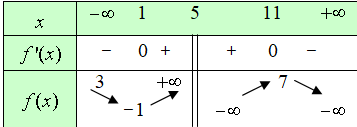 x −∞ 1 5 11 +∞
f'(x) − 0 + + 0 −
3 +∞ 7
f(x)
−1 −∞ −∞